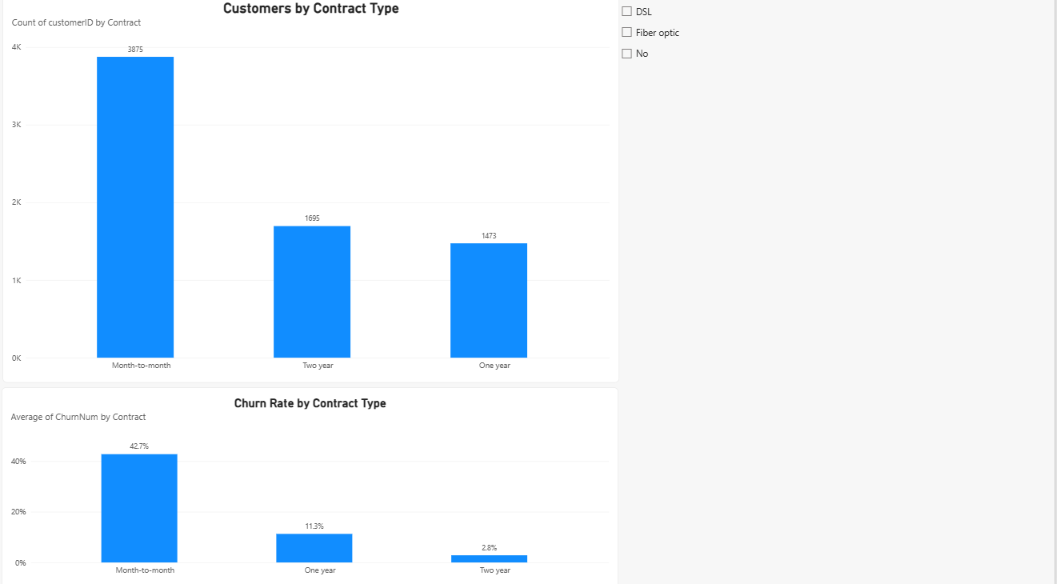 Customers by Contract Type
Count of customerID by Contract
4K
3K
2K
1K
0K
3875
1695
1473
Month-to-month
Two year
One year
Churn Rate by Contract Type
Average of ChurnNum by Contract
40%
20%
0%
42.7%
11.3%
2.8%
Month-to-month
One year
Two year
DSL
Fiber optic
No